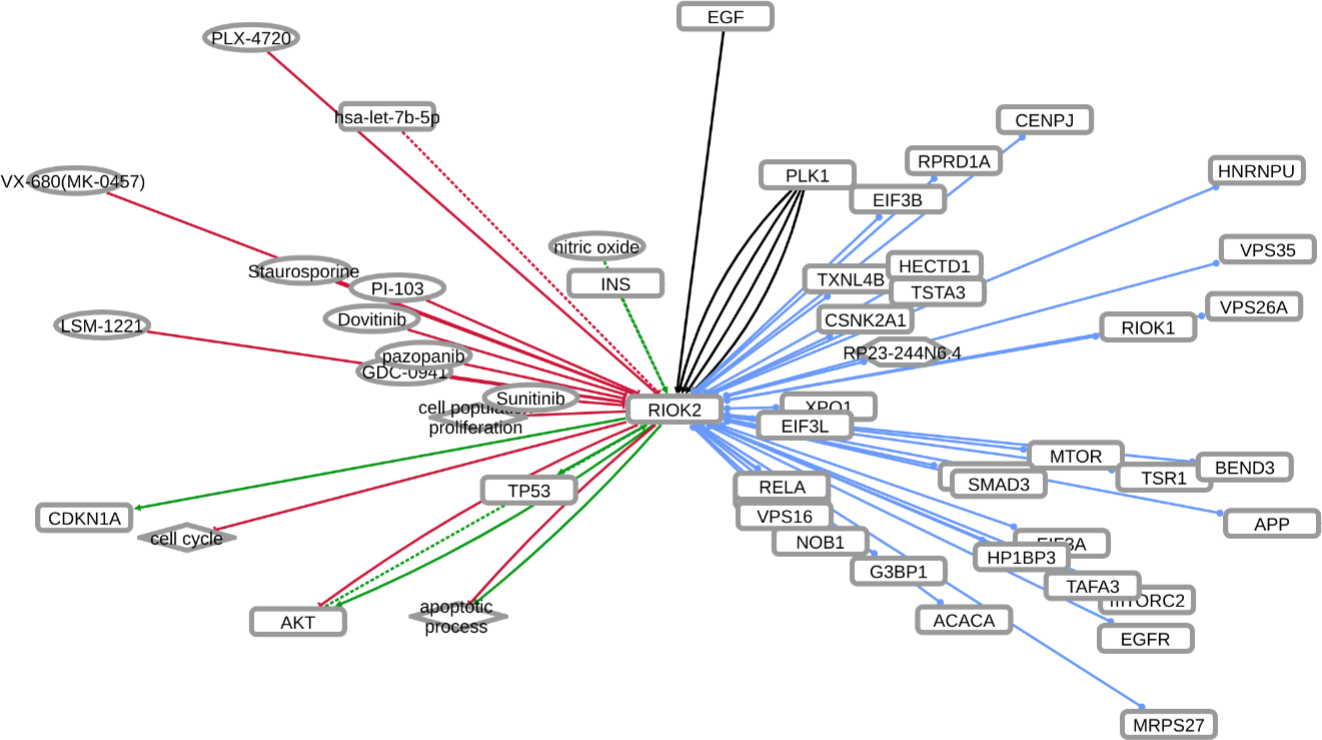 EGF
PLX-4720
hsa-let-7b-5p
CENPJ
RPRD1A
HNRNPU
PLK1
VX-680(MK-0457)
EIF3B
nitric oxide
VPS35
Staurosporine
HECTD1
TXNL4B
INS
PI-103
TSTA3
VPS26A
Dovitinib
CSNK2A1
LSM-1221
RIOK1
pazopanib
RP23-244N6.4
GDC-0941
Sunitinib
cell population
proliferation
RIOK2
XPO1
EIF3L
MTOR
BEND3
TSR1
RELA
SMAD3
TP53
VPS16
CDKN1A
APP
cell cycle
NOB1
EIF3A
HP1BP3
G3BP1
TAFA3
mTORC2
apoptotic
process
AKT
ACACA
EGFR
MRPS27